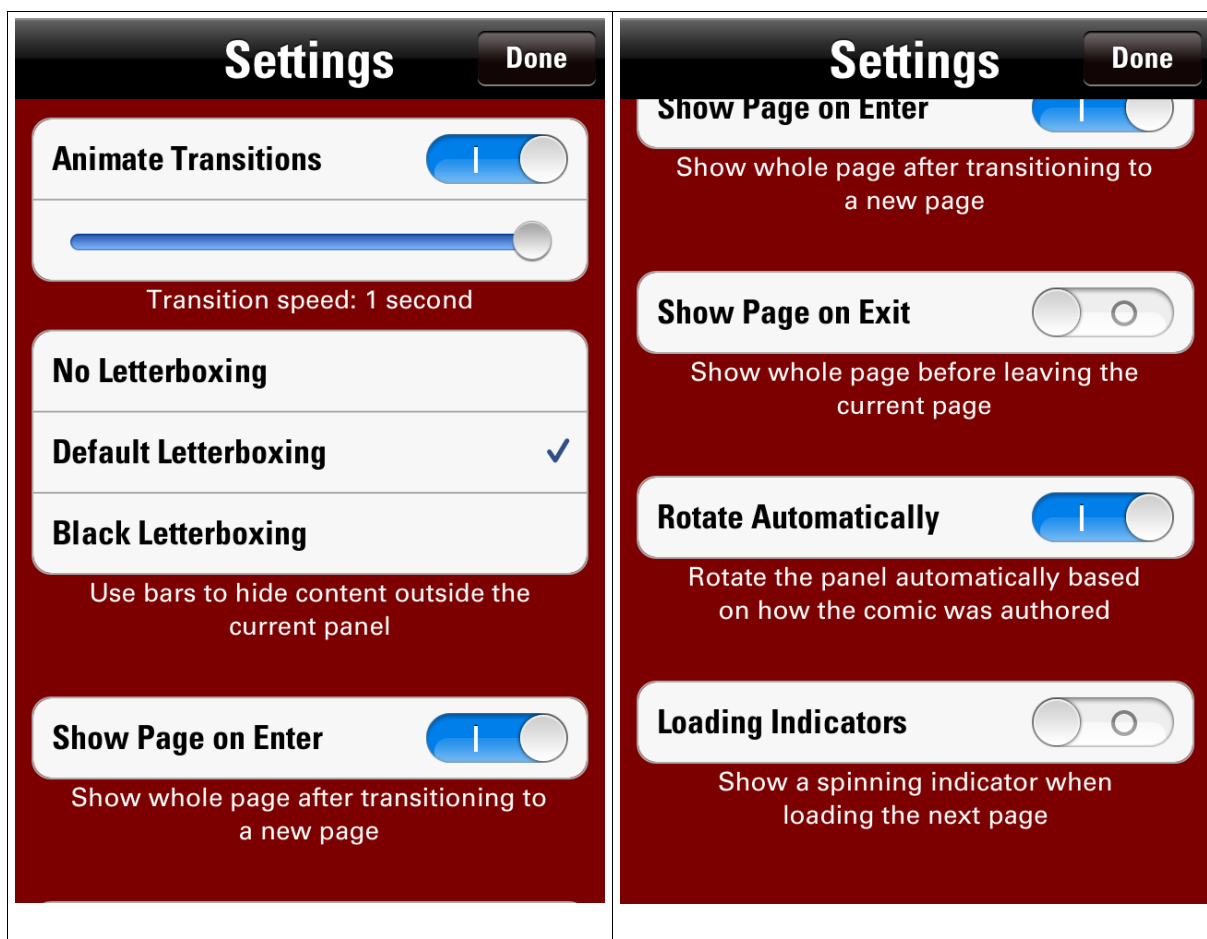 Settings
Done
Animate Transitions
Transition speed: 1 second
No Letterboxing
Default Letterboxing
Black Letterboxing
Use bars to hide content outside the
current panel
Show Page on Enter
Show whole page after transitioning to
a new page
Settings
Done
Show Page on Enter
Show whole page after transitioning to
a new page
Show Page on Exit
Show whole page before leaving the
current page
Rotate Automatically
Rotate the panel automatically based
on how the comic was authored
Loading Indicators
Show a spinning indicator when
loading the next page